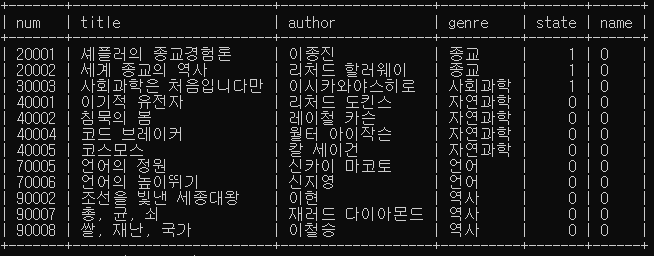 num | title | author | genre | state | name
20001 | 셰플러의 종교경험론 | 이종진 | 종교 | 1 | 0
20002 | 세계 종교의 역사 | 리처드 할러웨이 | 종교 | 1 | 0
30003 | 사회과학은 처음입니다만 | 이시카와야스히로 | 사회과학 | 1 | 0
40001 | 이기적 유전자 | 리처드 도킨스 | 자연과학 | 0 | 0
40002 | 침묵의 봄 | 레이첼 카슨 | 자연과학 | 0 | 0
40004 | 코드 브레이커 | 월터 아이작슨 | 자연과학 | 0 | 0
40005 | 코스모스 | 칼 세이건 | 자연과학 | 0 | 0
70005 | 언어의 정원 | 신카이 마코토 | 언어 | 0 | 0
70006 | 언어의 높이뛰기 | 신지영 | 언어 | 0 | 0
90002 | 조선을 빛낸 세종대왕 | 이현 | 역사 | 0 | 0
90007 | 총, 균, 쇠 | 재러드 다이아몬드 | 역사 | 0 | 0
90008 | 쌀, 재난, 국가 | 이철승 | 역사 | 0 | 0